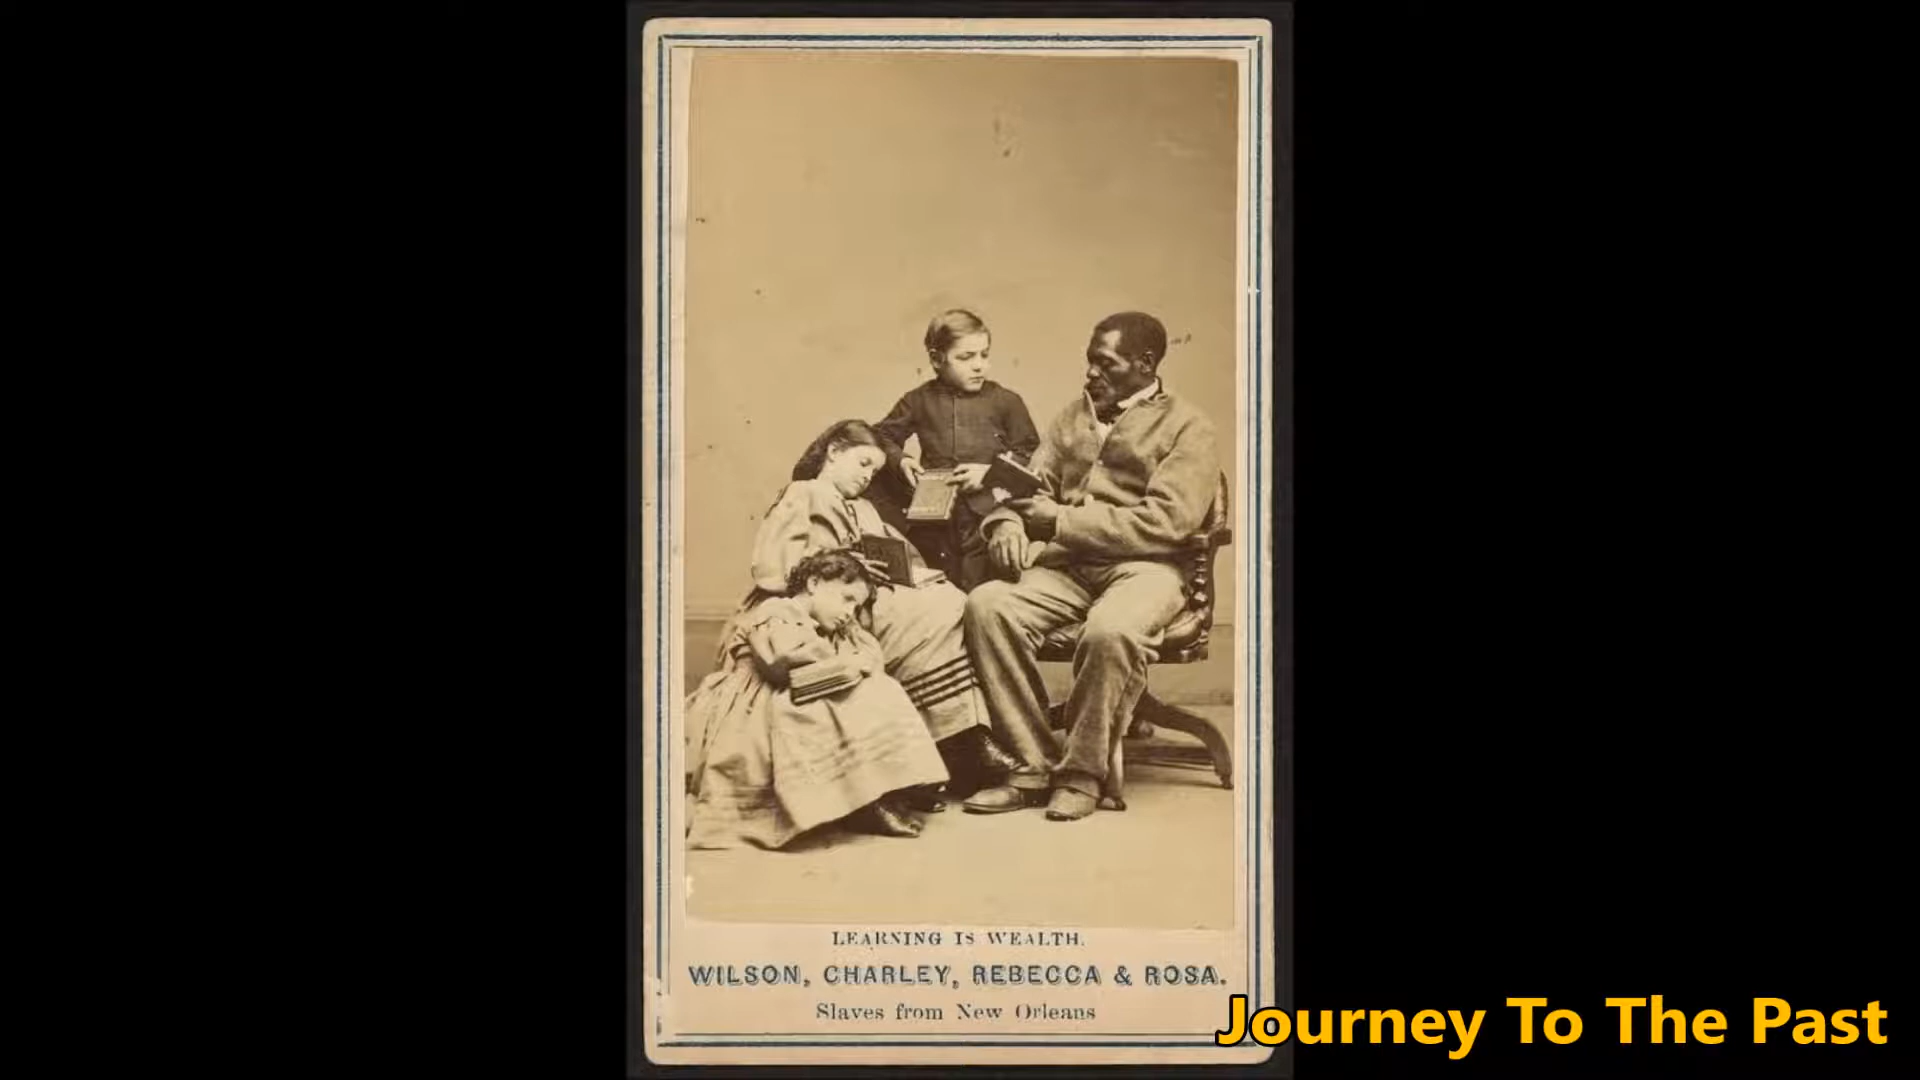 LEARNING IS WEALTH.
WILSON, CHARLEY, REBECCA & ROSA.
Slaves from New Orleans
Journey To The Past